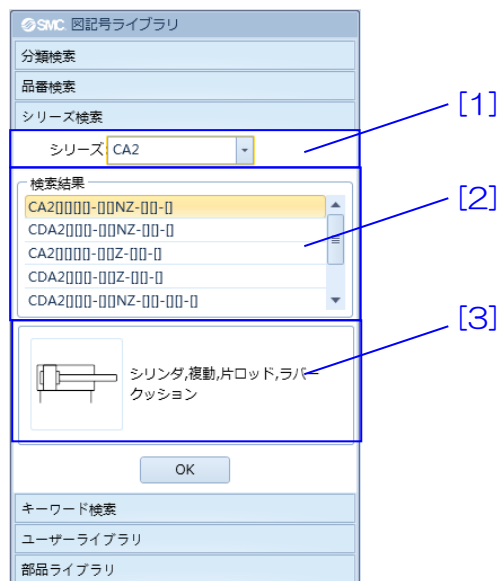 SMC 図記号ライブラリ
分類検索
品番検索
シリーズ検索
[1]
シリーズ: CA2
検索結果
[2]
CA2[][][][]-[][]NZ-[][]-[]
CDA2[][][]-[][]NZ-[][]-[]
CA2[][][][]-[][]Z-[][]-[]
CDA2[][][]-[][]Z-[][]-[]
CDA2[][][]-[][]NZ-[][]-[][]-[]
[3]
シリンダ,複動,片ロッド,ラバー
クッション
OK
キーワード検索
ユーザーライブラリ
部品ライブラリ